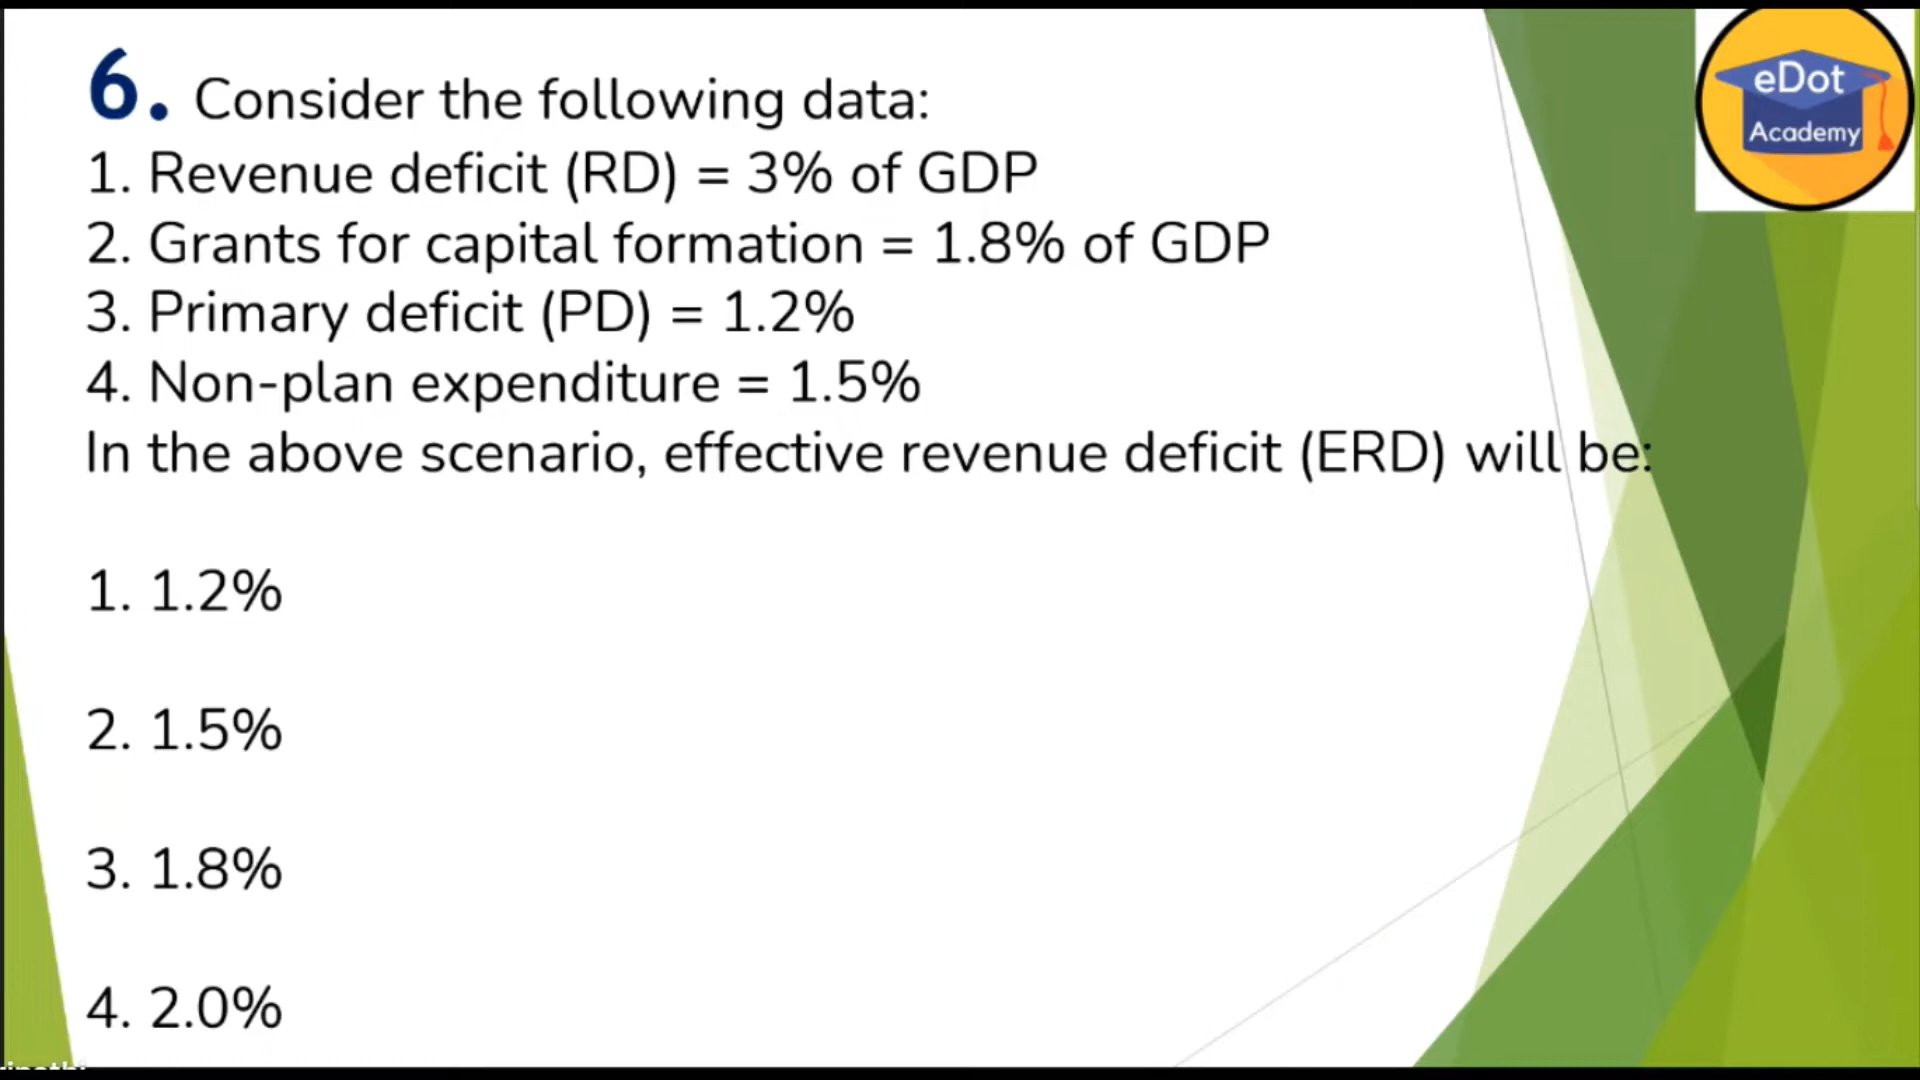 eDot
Academy
6. Consider the following data:
1. Revenue deficit (RD) = 3% of GDP
2. Grants for capital formation = 1.8% of GDP
3. Primary deficit (PD) = 1.2%
4. Non-plan expenditure = 1.5%
In the above scenario, effective revenue deficit (ERD) will be:
1. 1.2%
2. 1.5%
3. 1.8%
4. 2.0%